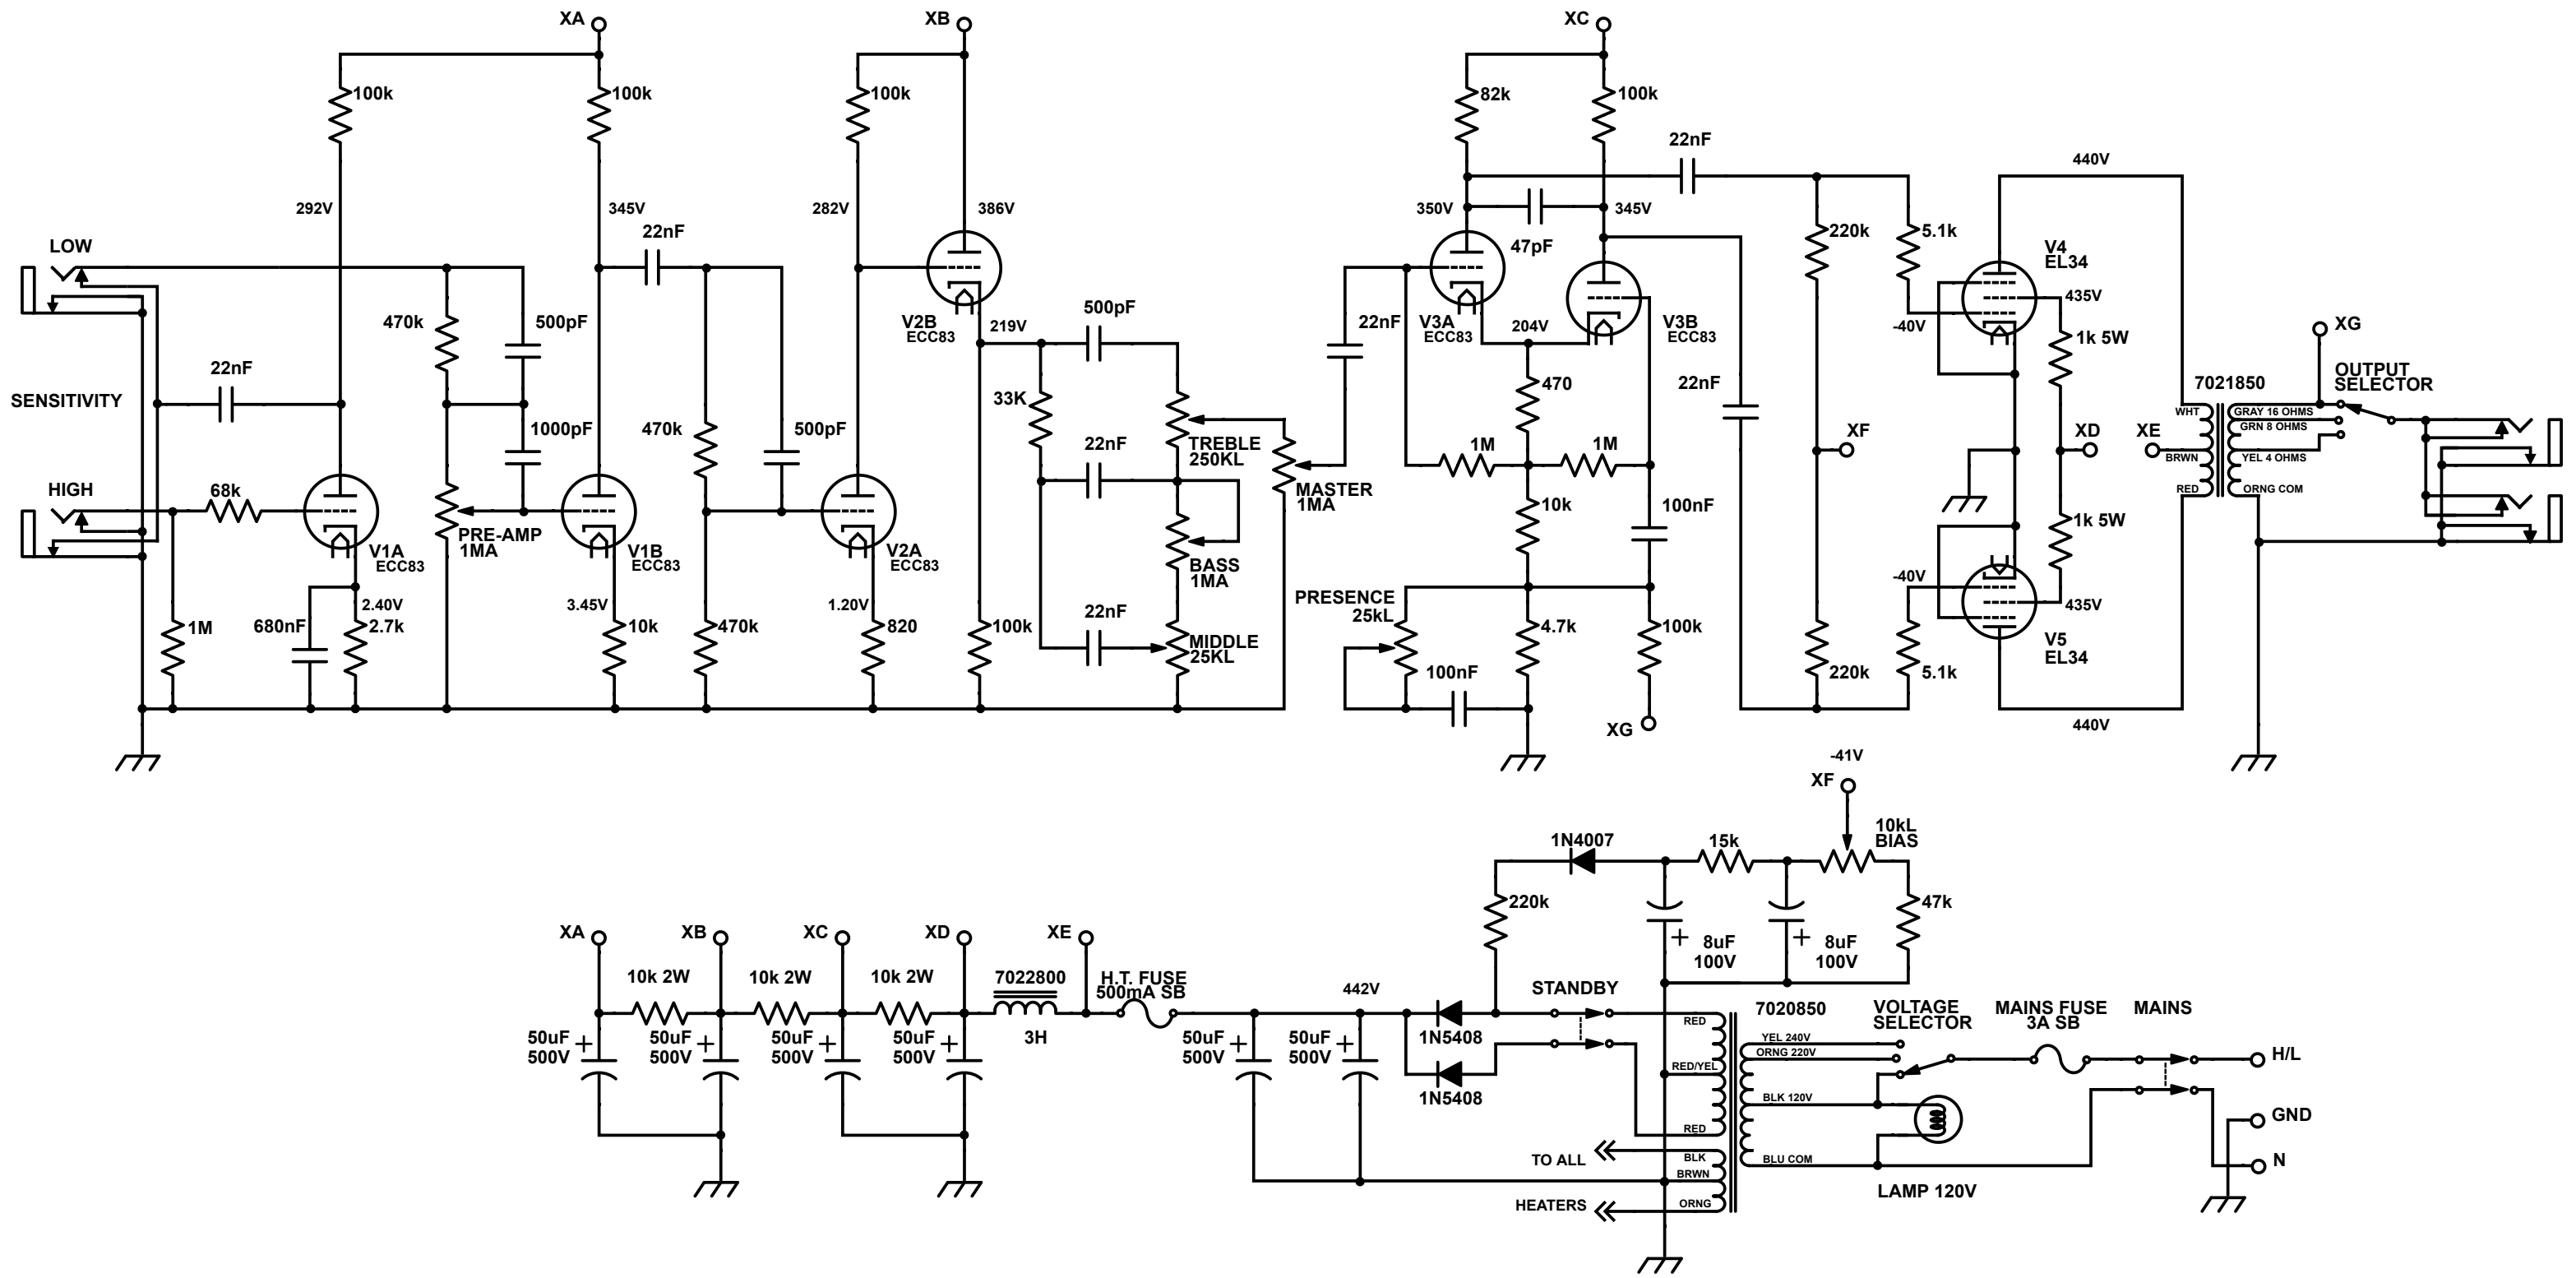 XA
XB
XC
100k
100k
100k
82k
100k
22nF
440V
292V
345V
282V
386V
350V
345V
22nF
47pF
LOW
220k
5.1k
V4
EL34
435V
-40V
470k
500pF
V2B
ECC83
219V
500pF
22nF
V3A
ECC83
204V
V3B
ECC83
1k 5W
XG
22nF
SENSITIVITY
33K
470
22nF
7021850
OUTPUT
SELECTOR
WHT
GRAY 16 OHMS
GRN 8 OHMS
1000pF
470k
500pF
22nF
TREBLE
250KL
1M
1M
XF
XD
XE
BRWN
YEL 4 OHMS
HIGH
68k
MASTER
1MA
RED
ORNG COM
PRE-AMP
1MA
10k
100nF
1k 5W
V1A
ECC83
V1B
ECC83
V2A
ECC83
BASS
1MA
-40V
2.40V
3.45V
1.20V
PRESENCE
25kL
435V
1M
680nF
2.7k
10k
470k
820
100k
22nF
MIDDLE
25KL
4.7k
100k
V5
EL34
100nF
220k
5.1k
XG
440V
-41V
XF
1N4007
15k
10kL
BIAS
220k
47k
XA
XB
XC
XD
XE
8uF
100V
8uF
100V
10k 2W
10k 2W
10k 2W
7022800
H.T. FUSE
500mA SB
442V
STANDBY
7020850
VOLTAGE
SELECTOR
MAINS FUSE
3A SB
MAINS
RED
50uF
500V
50uF
500V
50uF
500V
50uF
500V
3H
50uF
500V
50uF
500V
1N5408
YEL 240V
ORNG 220V
H/L
RED/YEL
1N5408
BLK 120V
GND
RED
TO ALL
BLK
BLU COM
N
BRWN
LAMP 120V
HEATERS
ORNG